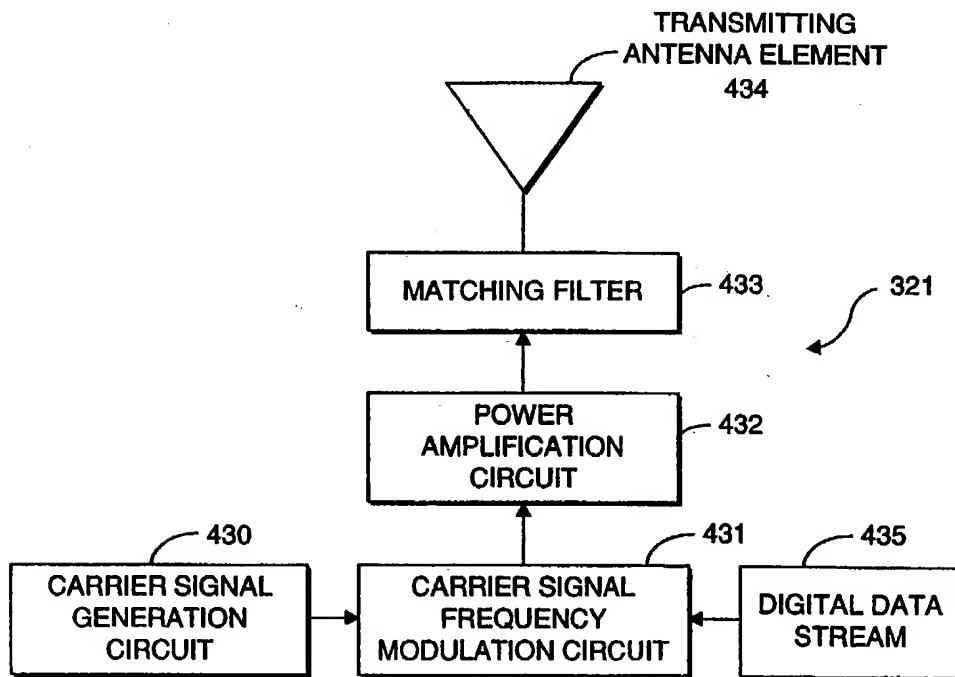 TRANSMITTING
ANTENNA ELEMENT
434
MATCHING FILTER
433
321
POWER
AMPLIFICATION
CIRCUIT
432
430
CARRIER SIGNAL
GENERATION
CIRCUIT
431
CARRIER SIGNAL
FREQUENCY
MODULATION CIRCUIT
435
DIGITAL DATA
STREAM